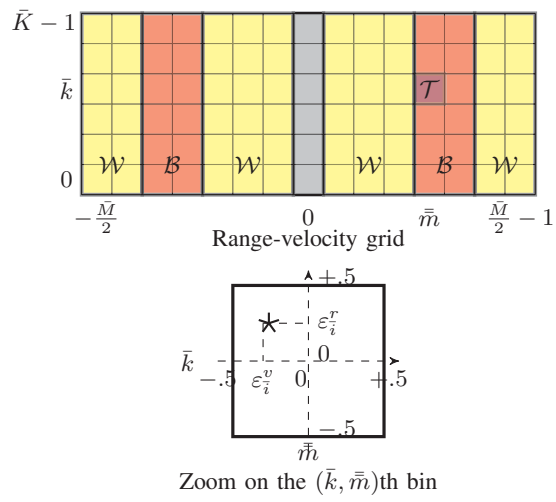 K̄ − 1
k̄
𝒯
𝒲 ℬ 𝒲 𝒲 ℬ 𝒲
0
−M̄/2 0 m̿ M̄/2 − 1
Range-velocity grid
+.5
ε_ī^r
k̄ 0
−.5 ε_ī^v 0 +.5
−.5
m̿
Zoom on the (k̄, m̿)th bin